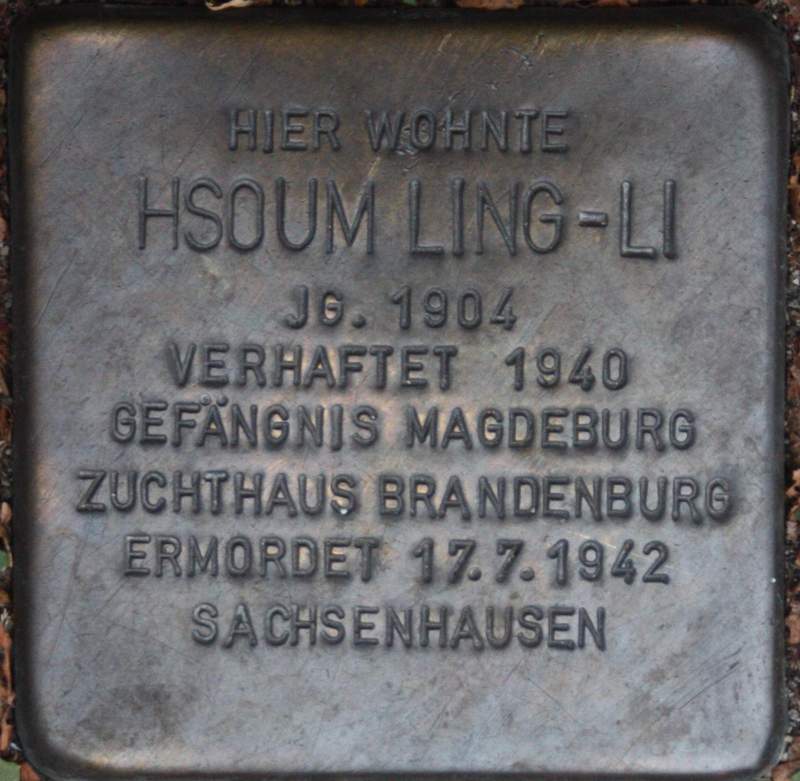 HIER WOHNTE
HSOUM LING-LI
JG. 1904
VERHAFTET 1940
GEFÄNGNIS MAGDEBURG
ZUCHTHAUS BRANDENBURG
ERMORDET 17.7.1942
SACHSENHAUSEN